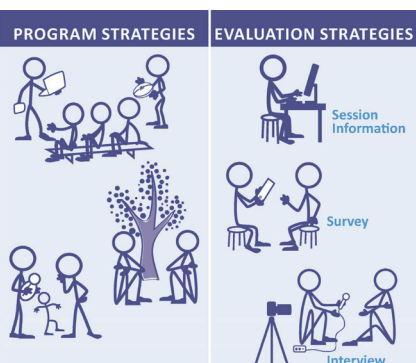 PROGRAM STRATEGIES
EVALUATION STRATEGIES
Session
Information
Survey
Interview